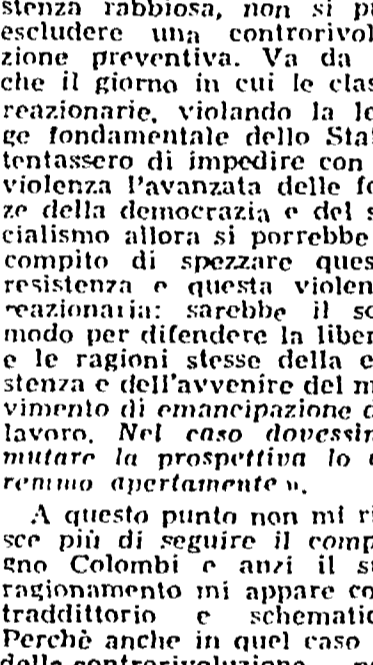 stenza rabbiosa, non si p
escludere una controrivol
zione preventiva. Va da
che il giorno in cui le clas
reazionarie, violando la le
ge fondamentale dello Sta
tentassero di impedire con
violenza l'avanzata delle fo
ze della democrazia e del s
cialismo allora si porrebbe
compito di spezzare ques
resistenza e questa violen
reazionaria: sarebbe il so
modo per difendere la liber
e le ragioni stesse della e
stenza e dell'avvenire del m
vimento di emancipazione d
lavoro. Nel caso dovessim
mutare la prospettiva lo
remmo apertamente ».
A questo punto non mi ri
sce più di seguire il comp
gno Colombi e anzi il s
ragionamento mi appare co
traddittorio e schematic
Perchè anche in quel caso
della controrivoluzione